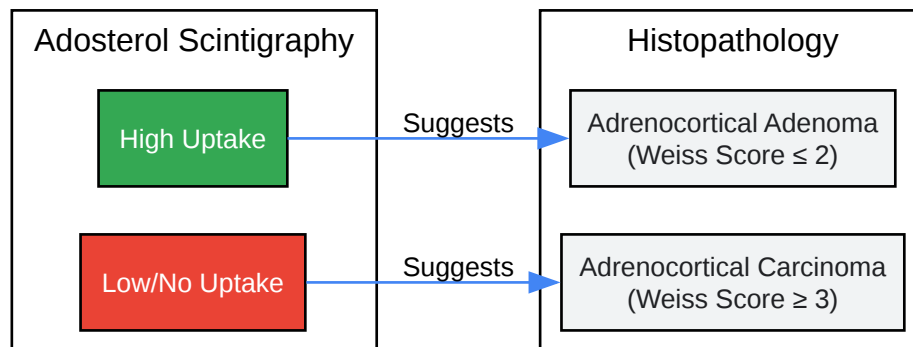 Adosterol Scintigraphy
Histopathology
High Uptake
Suggests
Adrenocortical Adenoma
(Weiss Score ≤ 2)
Low/No Uptake
Suggests
Adrenocortical Carcinoma
(Weiss Score ≥ 3)